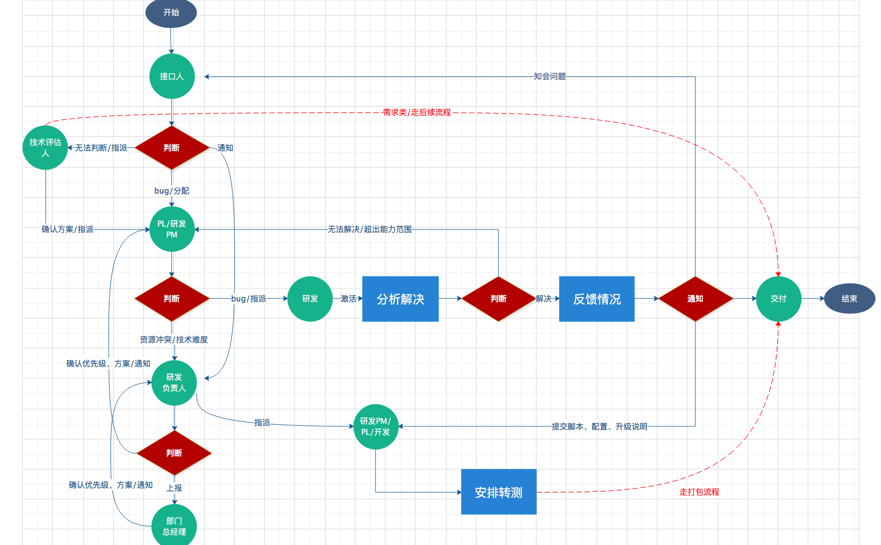 开始
接口人
知会问题
需求类/走后续流程
技术评估
人
无法判断/指派
判断
通知
bug/分配
确认方案/指派
PL/研发
PM
无法解决/超出能力范围
判断
bug/指派
研发
激活
分析解决
判断
解决
反馈情况
通知
交付
结束
资源冲突/技术难度
确认优先级、方案/通知
研发
负责人
指派
研发PM/
PL/开发
提交脚本、配置、升级说明
判断
确认优先级、方案/通知
上报
安排转测
走打包流程
部门
总经理